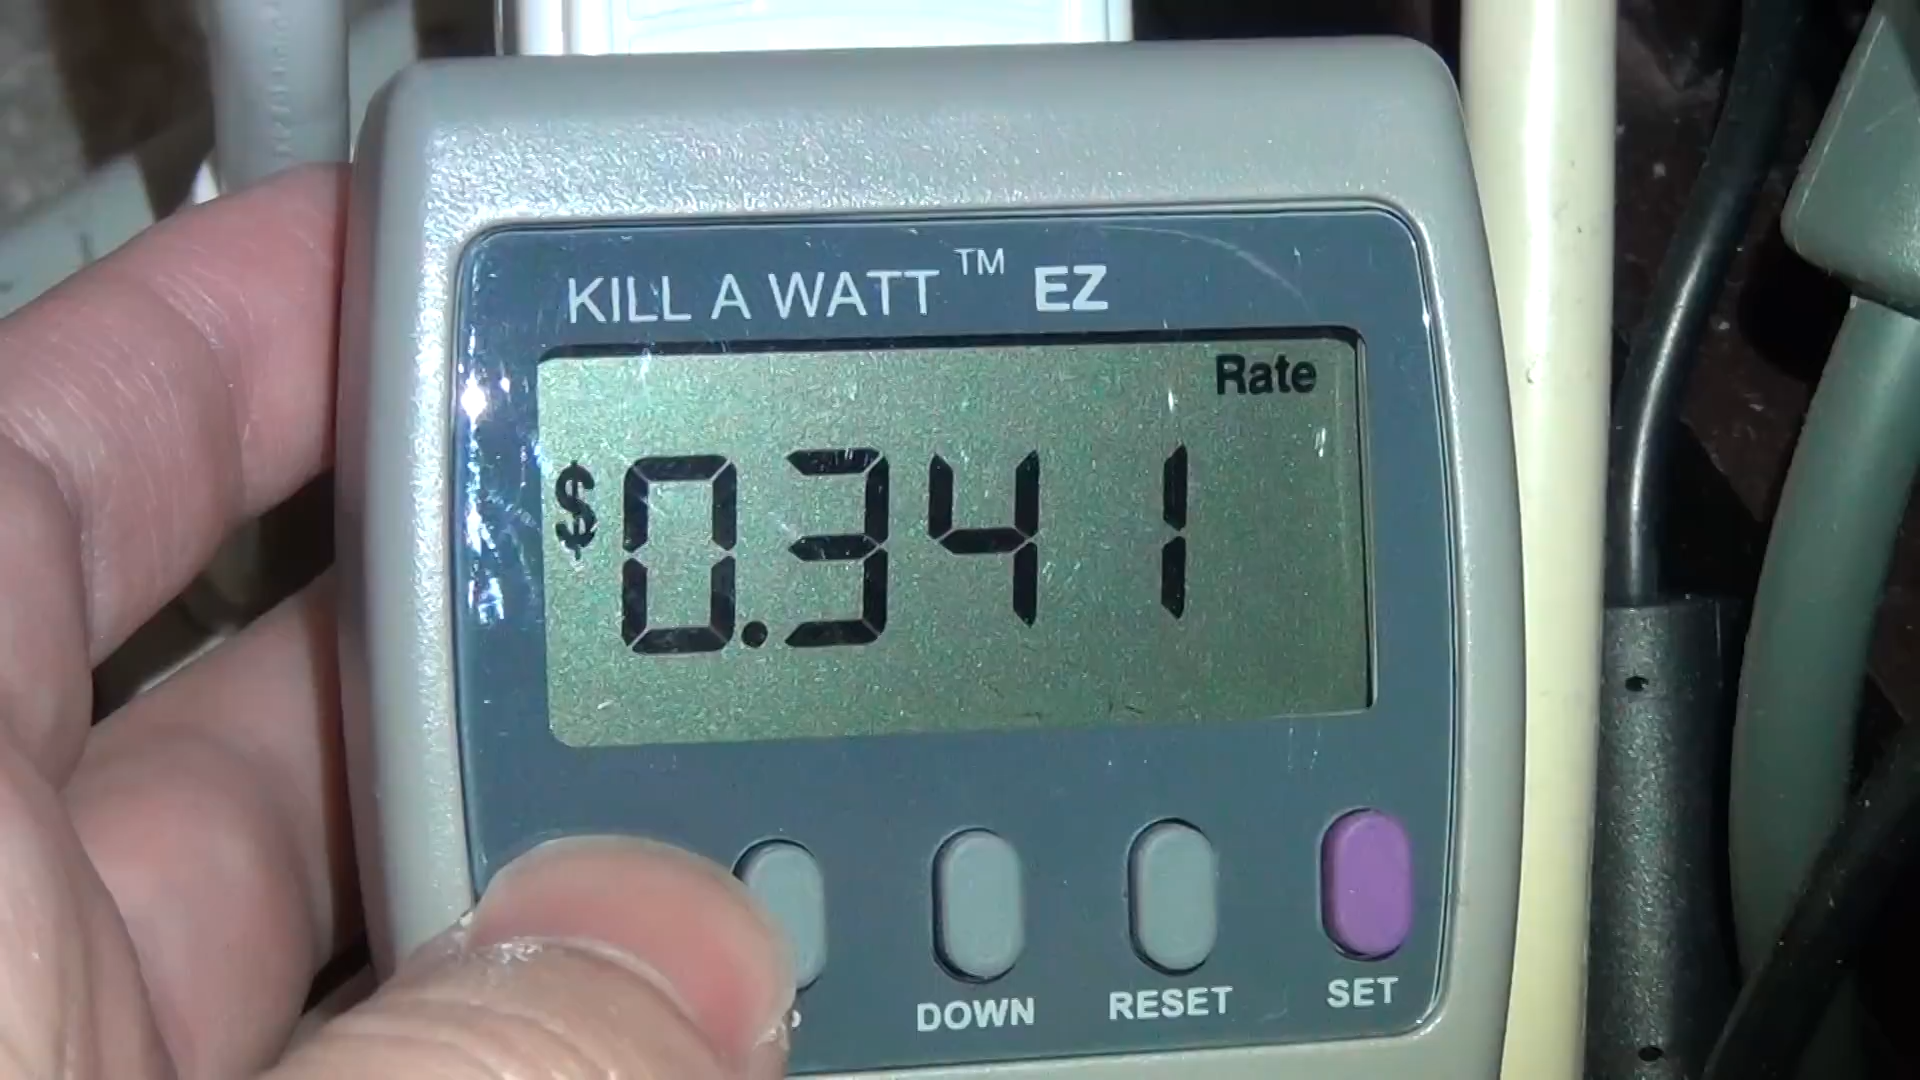 KILL A WATT™ EZ
Rate
$0.341
DOWN RESET SET